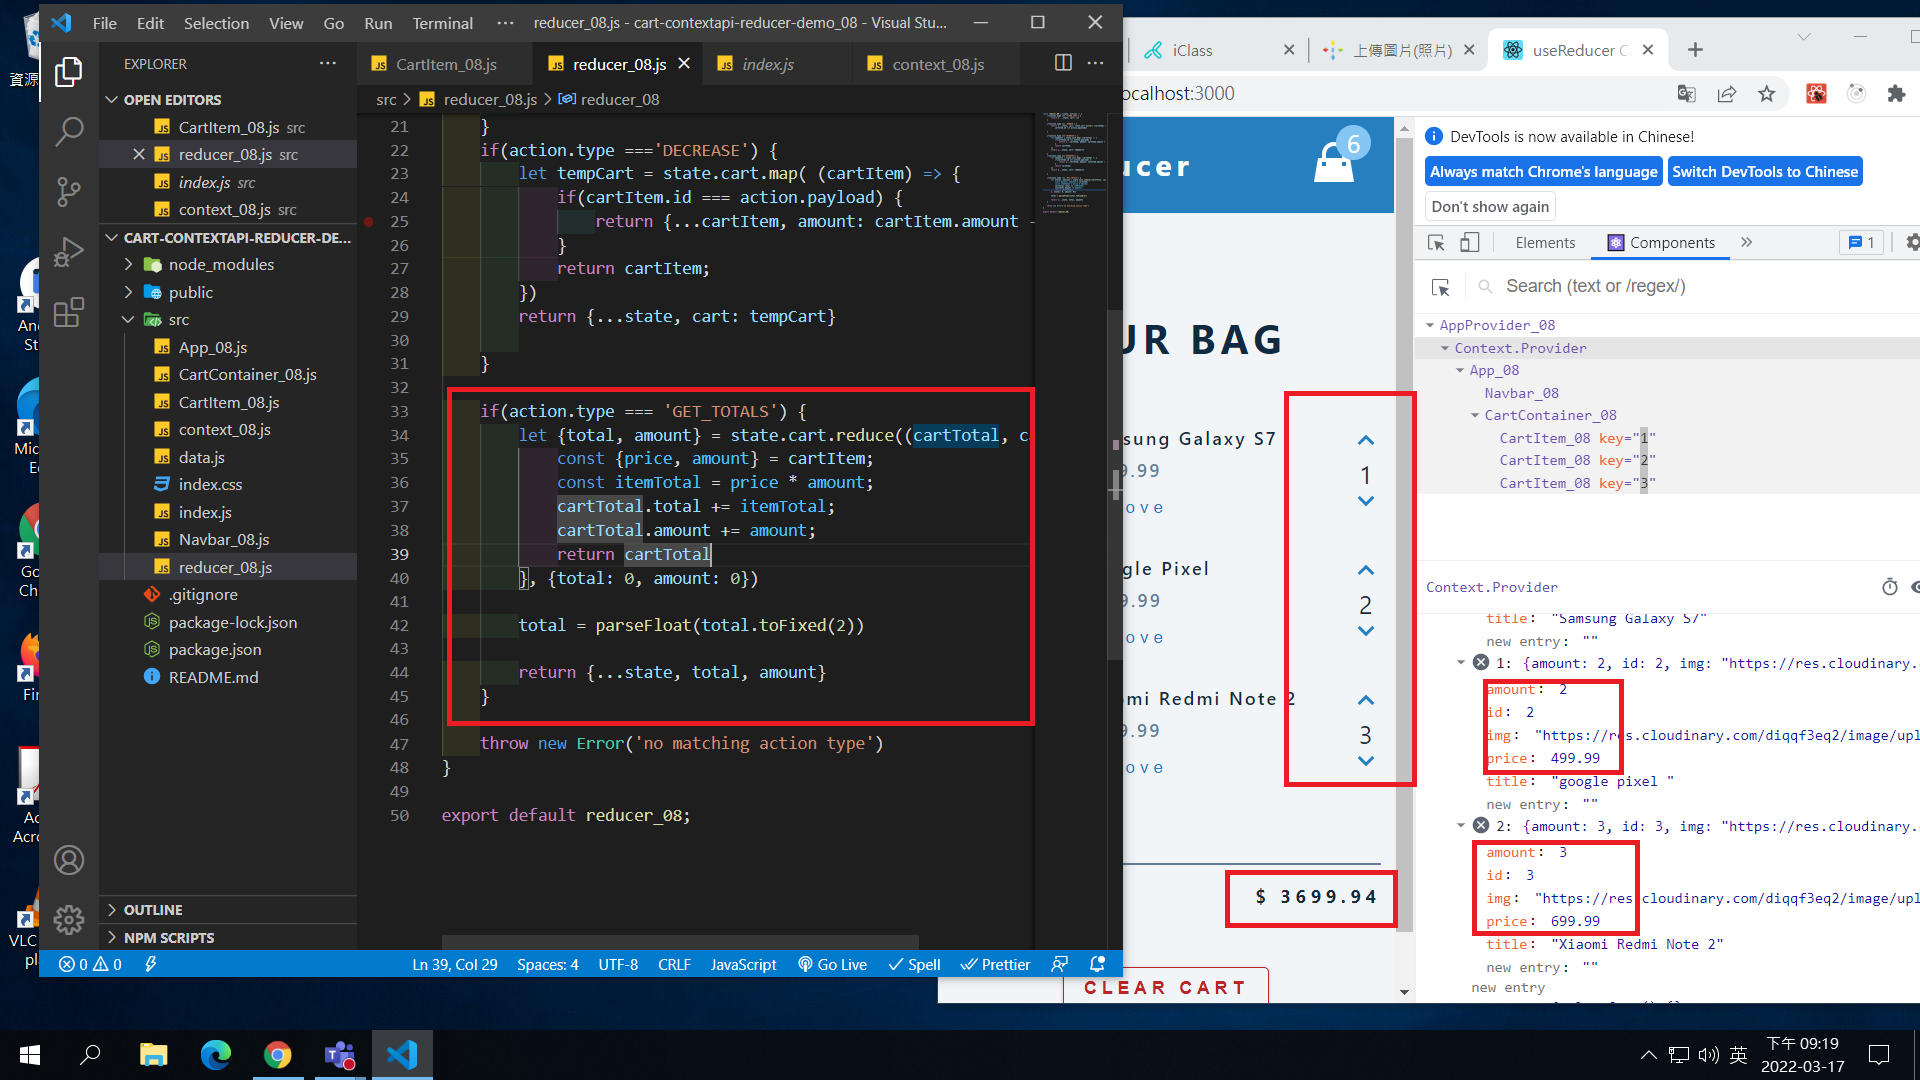 資源
An
St
Mic
E
Go
Ch
Fir
Ac
Acro
VLC
pl
File Edit Selection View Go Run Terminal ··· reducer_08.js - cart-contextapi-reducer-demo_08 - Visual Stu...
EXPLORER ···
OPEN EDITORS
CartItem_08.js src
reducer_08.js src
index.js src
context_08.js src
CART-CONTEXTAPI-REDUCER-DE...
node_modules
public
src
App_08.js
CartContainer_08.js
CartItem_08.js
context_08.js
data.js
index.css
index.js
Navbar_08.js
reducer_08.js
.gitignore
package-lock.json
package.json
README.md
OUTLINE
NPM SCRIPTS
CartItem_08.js reducer_08.js index.js context_08.js ···
src > reducer_08.js > reducer_08
21 }
22 if(action.type ==='DECREASE') {
23 let tempCart = state.cart.map( (cartItem) => {
24 if(cartItem.id === action.payload) {
25 return {...cartItem, amount: cartItem.amount -
26 }
27 return cartItem;
28 })
29 return {...state, cart: tempCart}
30
31 }
32
33 if(action.type === 'GET_TOTALS') {
34 let {total, amount} = state.cart.reduce((cartTotal, ca
35 const {price, amount} = cartItem;
36 const itemTotal = price * amount;
37 cartTotal.total += itemTotal;
38 cartTotal.amount += amount;
39 return cartTotal
40 }, {total: 0, amount: 0})
41
42 total = parseFloat(total.toFixed(2))
43
44 return {...state, total, amount}
45 }
46
47 throw new Error('no matching action type')
48 }
49
50 export default reducer_08;
0 0 Ln 39, Col 29 Spaces: 4 UTF-8 CRLF JavaScript Go Live Spell Prettier
iClass 上傳圖片(照片) useReducer C
ocalhost:3000
ucer 6
UR BAG
sung Galaxy S7
9.99
ove
1
gle Pixel
9.99
ove
2
mi Redmi Note 2
9.99
ove
3
$ 3699.94
CLEAR CART
DevTools is now available in Chinese!
Always match Chrome's language Switch DevTools to Chinese
Don't show again
Elements Components » 1
Search (text or /regex/)
AppProvider_08
Context.Provider
App_08
Navbar_08
CartContainer_08
CartItem_08 key="1"
CartItem_08 key="2"
CartItem_08 key="3"
Context.Provider
title: "Samsung Galaxy S7"
new entry: ""
1: {amount: 2, id: 2, img: "https://res.cloudinary.c
amount: 2
id: 2
img: "https://res.cloudinary.com/diqqf3eq2/image/upl
price: 499.99
title: "google pixel "
new entry: ""
2: {amount: 3, id: 3, img: "https://res.cloudinary.c
amount: 3
id: 3
img: "https://res.cloudinary.com/diqqf3eq2/image/upl
price: 699.99
title: "Xiaomi Redmi Note 2"
new entry: ""
new entry
英
下午 09:19
2022-03-17